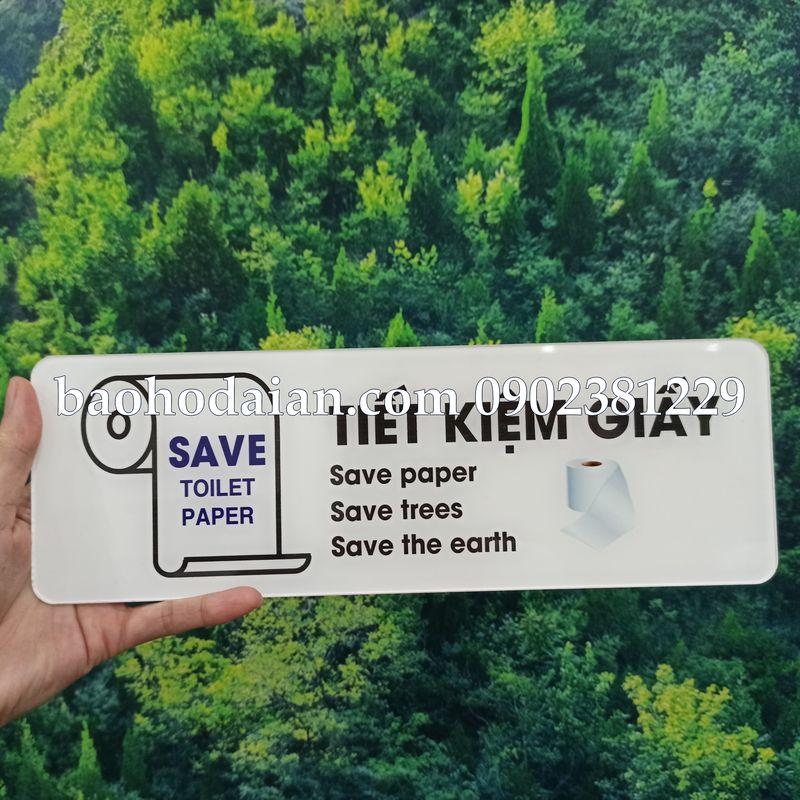 baohodaian.com 0902381229
SAVE
TOILET
PAPER
TIẾT KIỆM GIẤY
Save paper
Save trees
Save the earth